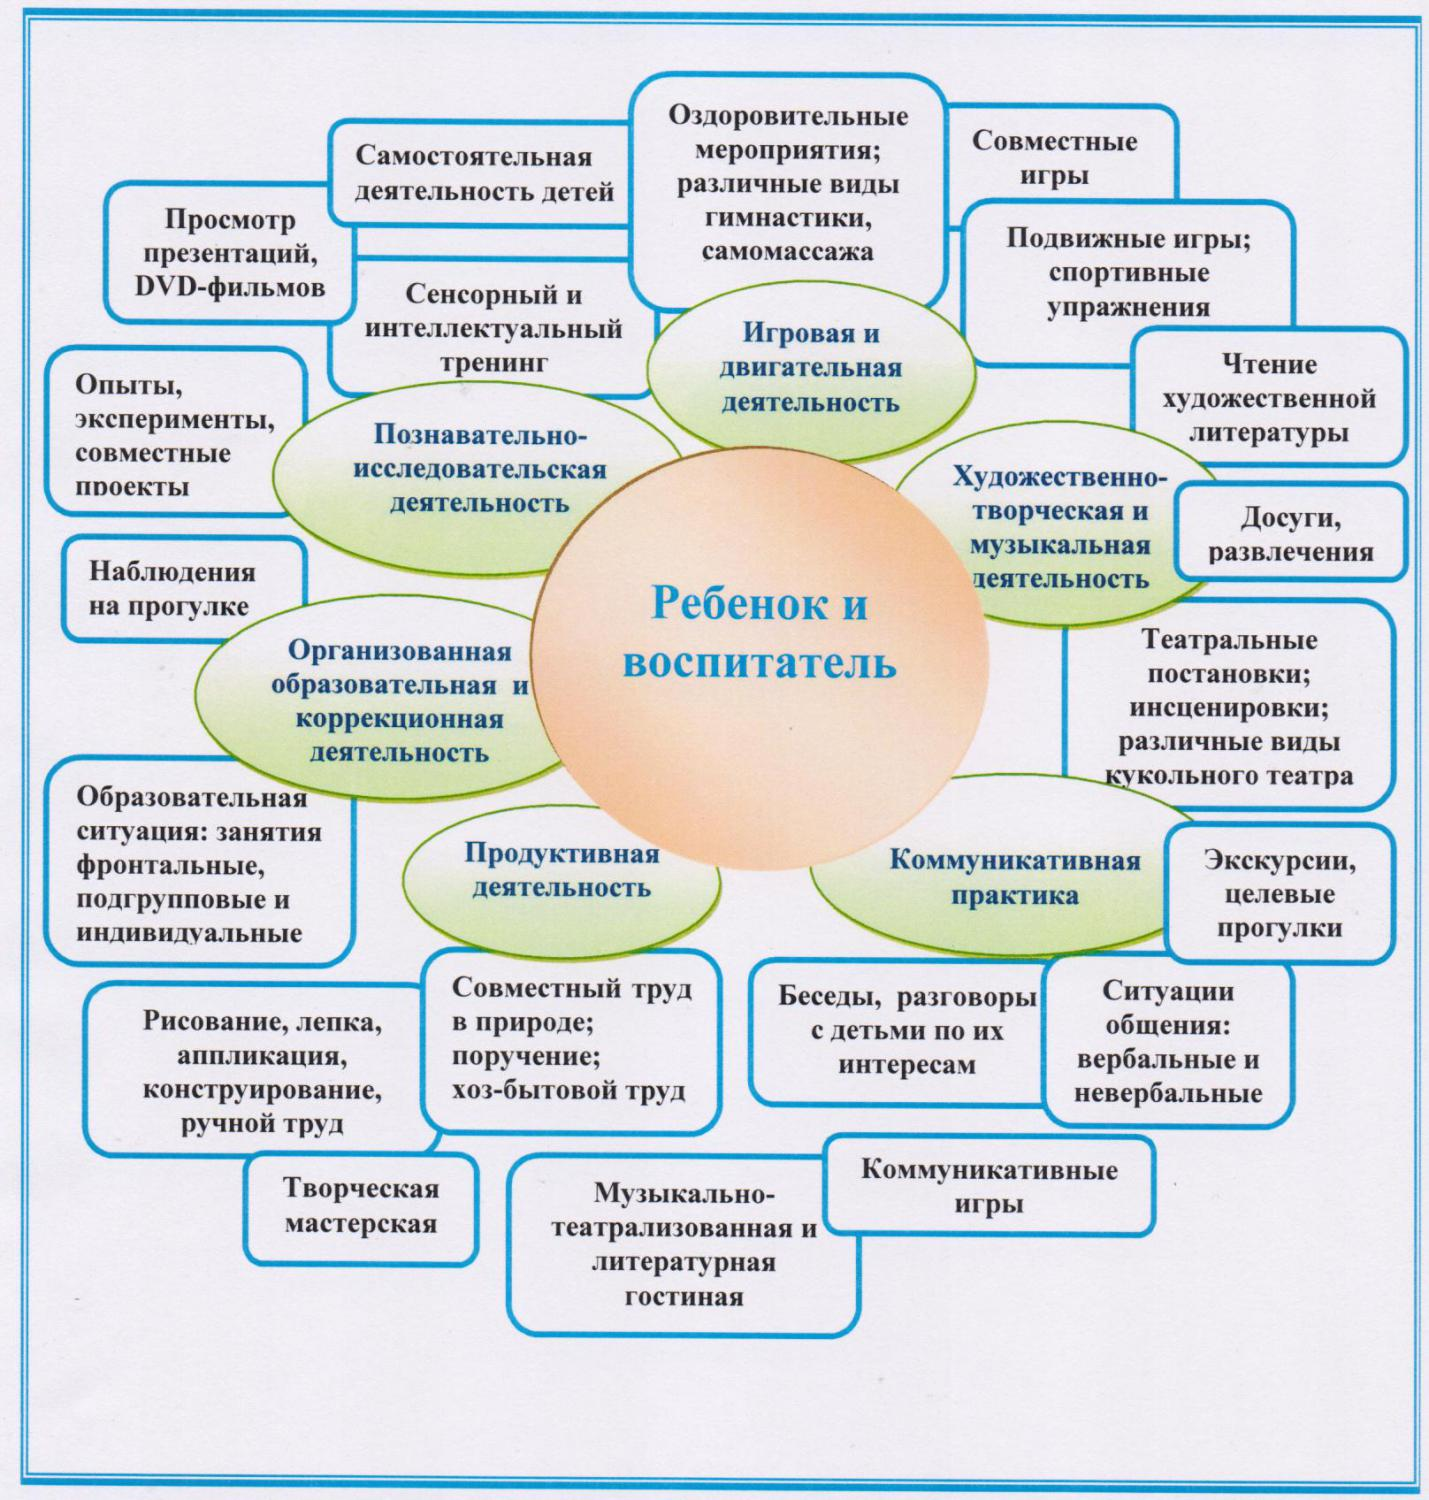 Оздоровительные
мероприятия;
различные виды
гимнастики,
самомассажа
Совместные
игры
Самостоятельная
деятельность детей
Просмотр
презентаций,
DVD-фильмов
Подвижные игры;
спортивные
упражнения
Сенсорный и
интеллектуальный
тренинг
Игровая и
двигательная
деятельность
Чтение
художественной
литературы
Опыты,
эксперименты,
совместные
проекты
Познавательно-
исследовательская
деятельность
Художественно-
творческая и
музыкальная
деятельность
Досуги,
развлечения
Наблюдения
на прогулке
Ребенок и
воспитатель
Организованная
образовательная и
коррекционная
деятельность
Театральные
постановки;
инсценировки;
различные виды
кукольного театра
Образовательная
ситуация: занятия
фронтальные,
подгрупповые и
индивидуальные
Продуктивная
деятельность
Коммуникативная
практика
Экскурсии,
целевые
прогулки
Рисование, лепка,
аппликация,
конструирование,
ручной труд
Совместный труд
в природе;
поручение;
хоз-бытовой труд
Беседы, разговоры
с детьми по их
интересам
Ситуации
общения:
вербальные и
невербальные
Творческая
мастерская
Музыкально-
театрализованная и
литературная
гостиная
Коммуникативные
игры